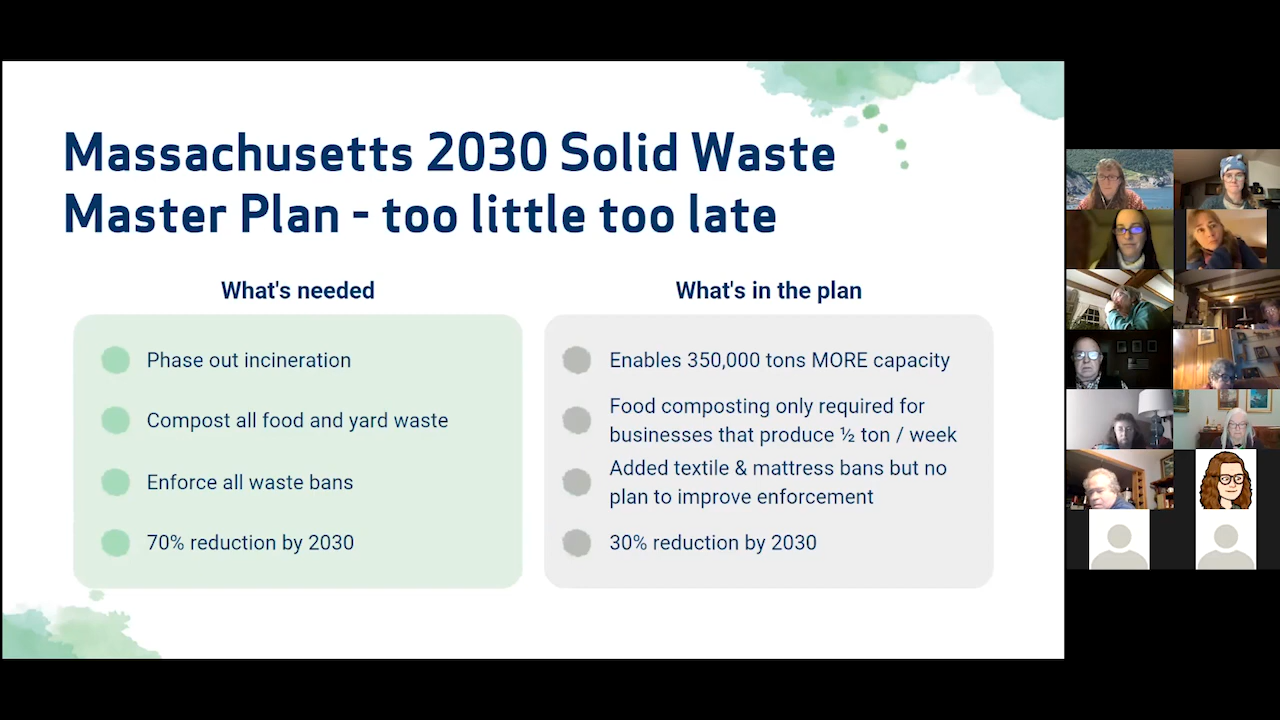 Massachusetts 2030 Solid Waste
Master Plan - too little too late
What's needed
Phase out incineration
Compost all food and yard waste
Enforce all waste bans
70% reduction by 2030
What's in the plan
Enables 350,000 tons MORE capacity
Food composting only required for
businesses that produce ½ ton / week
Added textile & mattress bans but no
plan to improve enforcement
30% reduction by 2030